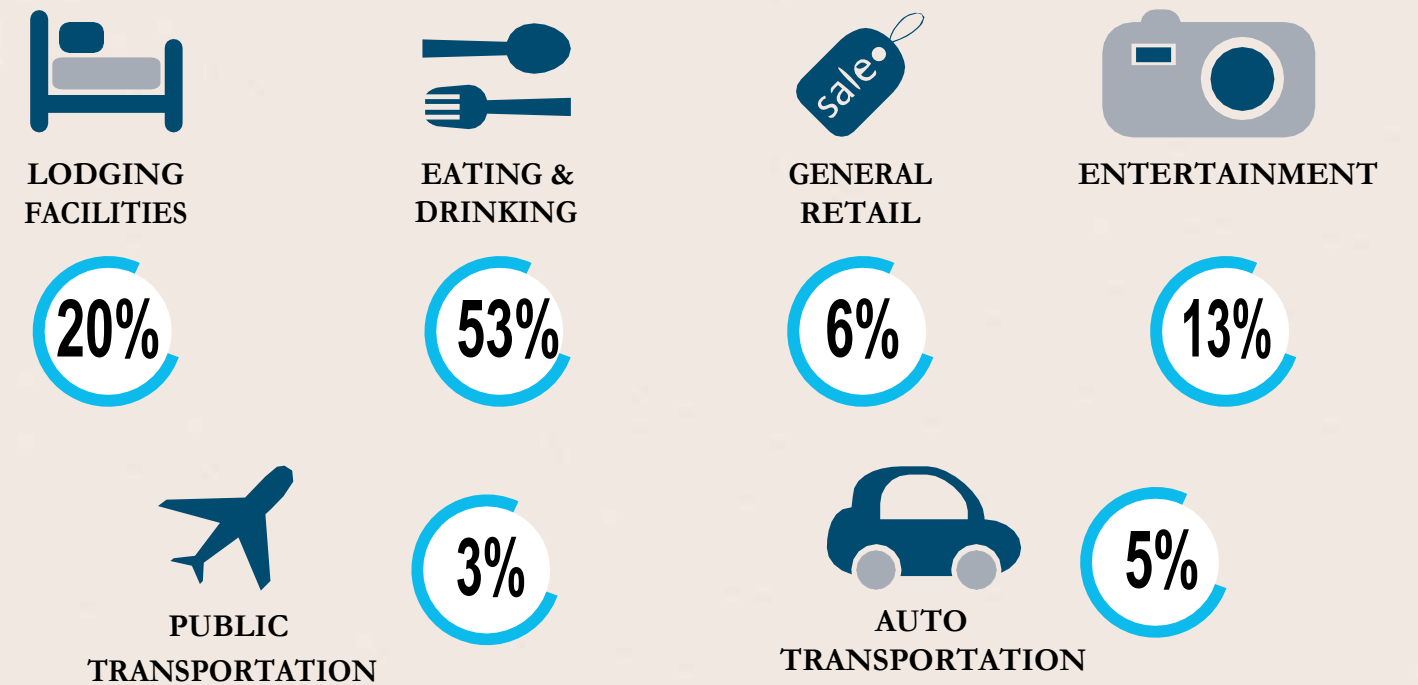 sale
LODGING
FACILITIES
EATING &
DRINKING
GENERAL
RETAIL
ENTERTAINMENT
20%
53%
6%
13%
PUBLIC
TRANSPORTATION
3%
AUTO
TRANSPORTATION
5%